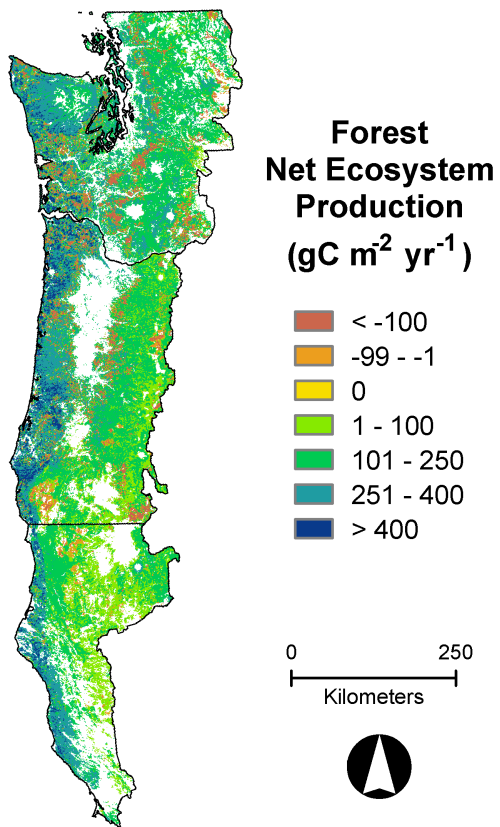 Forest
Net Ecosystem
Production
(gC m-2 yr-1)
< -100
-99 - -1
0
1 - 100
101 - 250
251 - 400
> 400
0 250
Kilometers